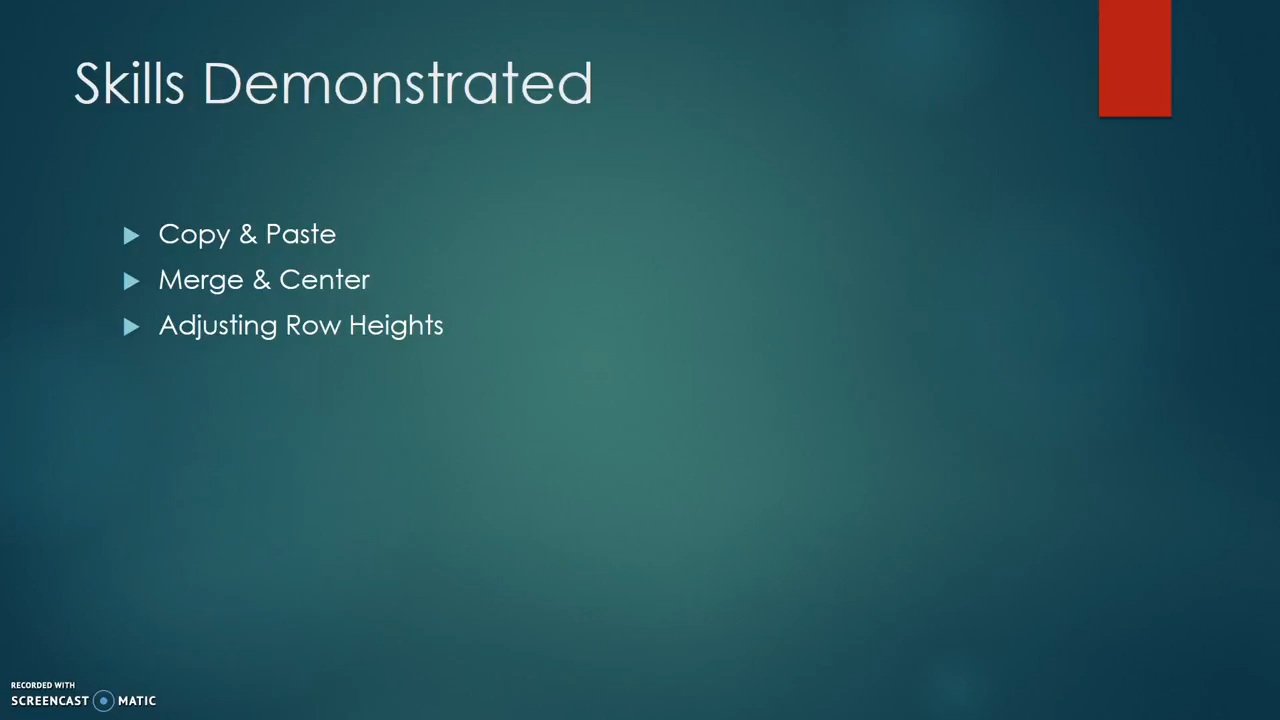 Skills Demonstrated
Copy & Paste
Merge & Center
Adjusting Row Heights
RECORDED WITH
SCREENCAST MATIC